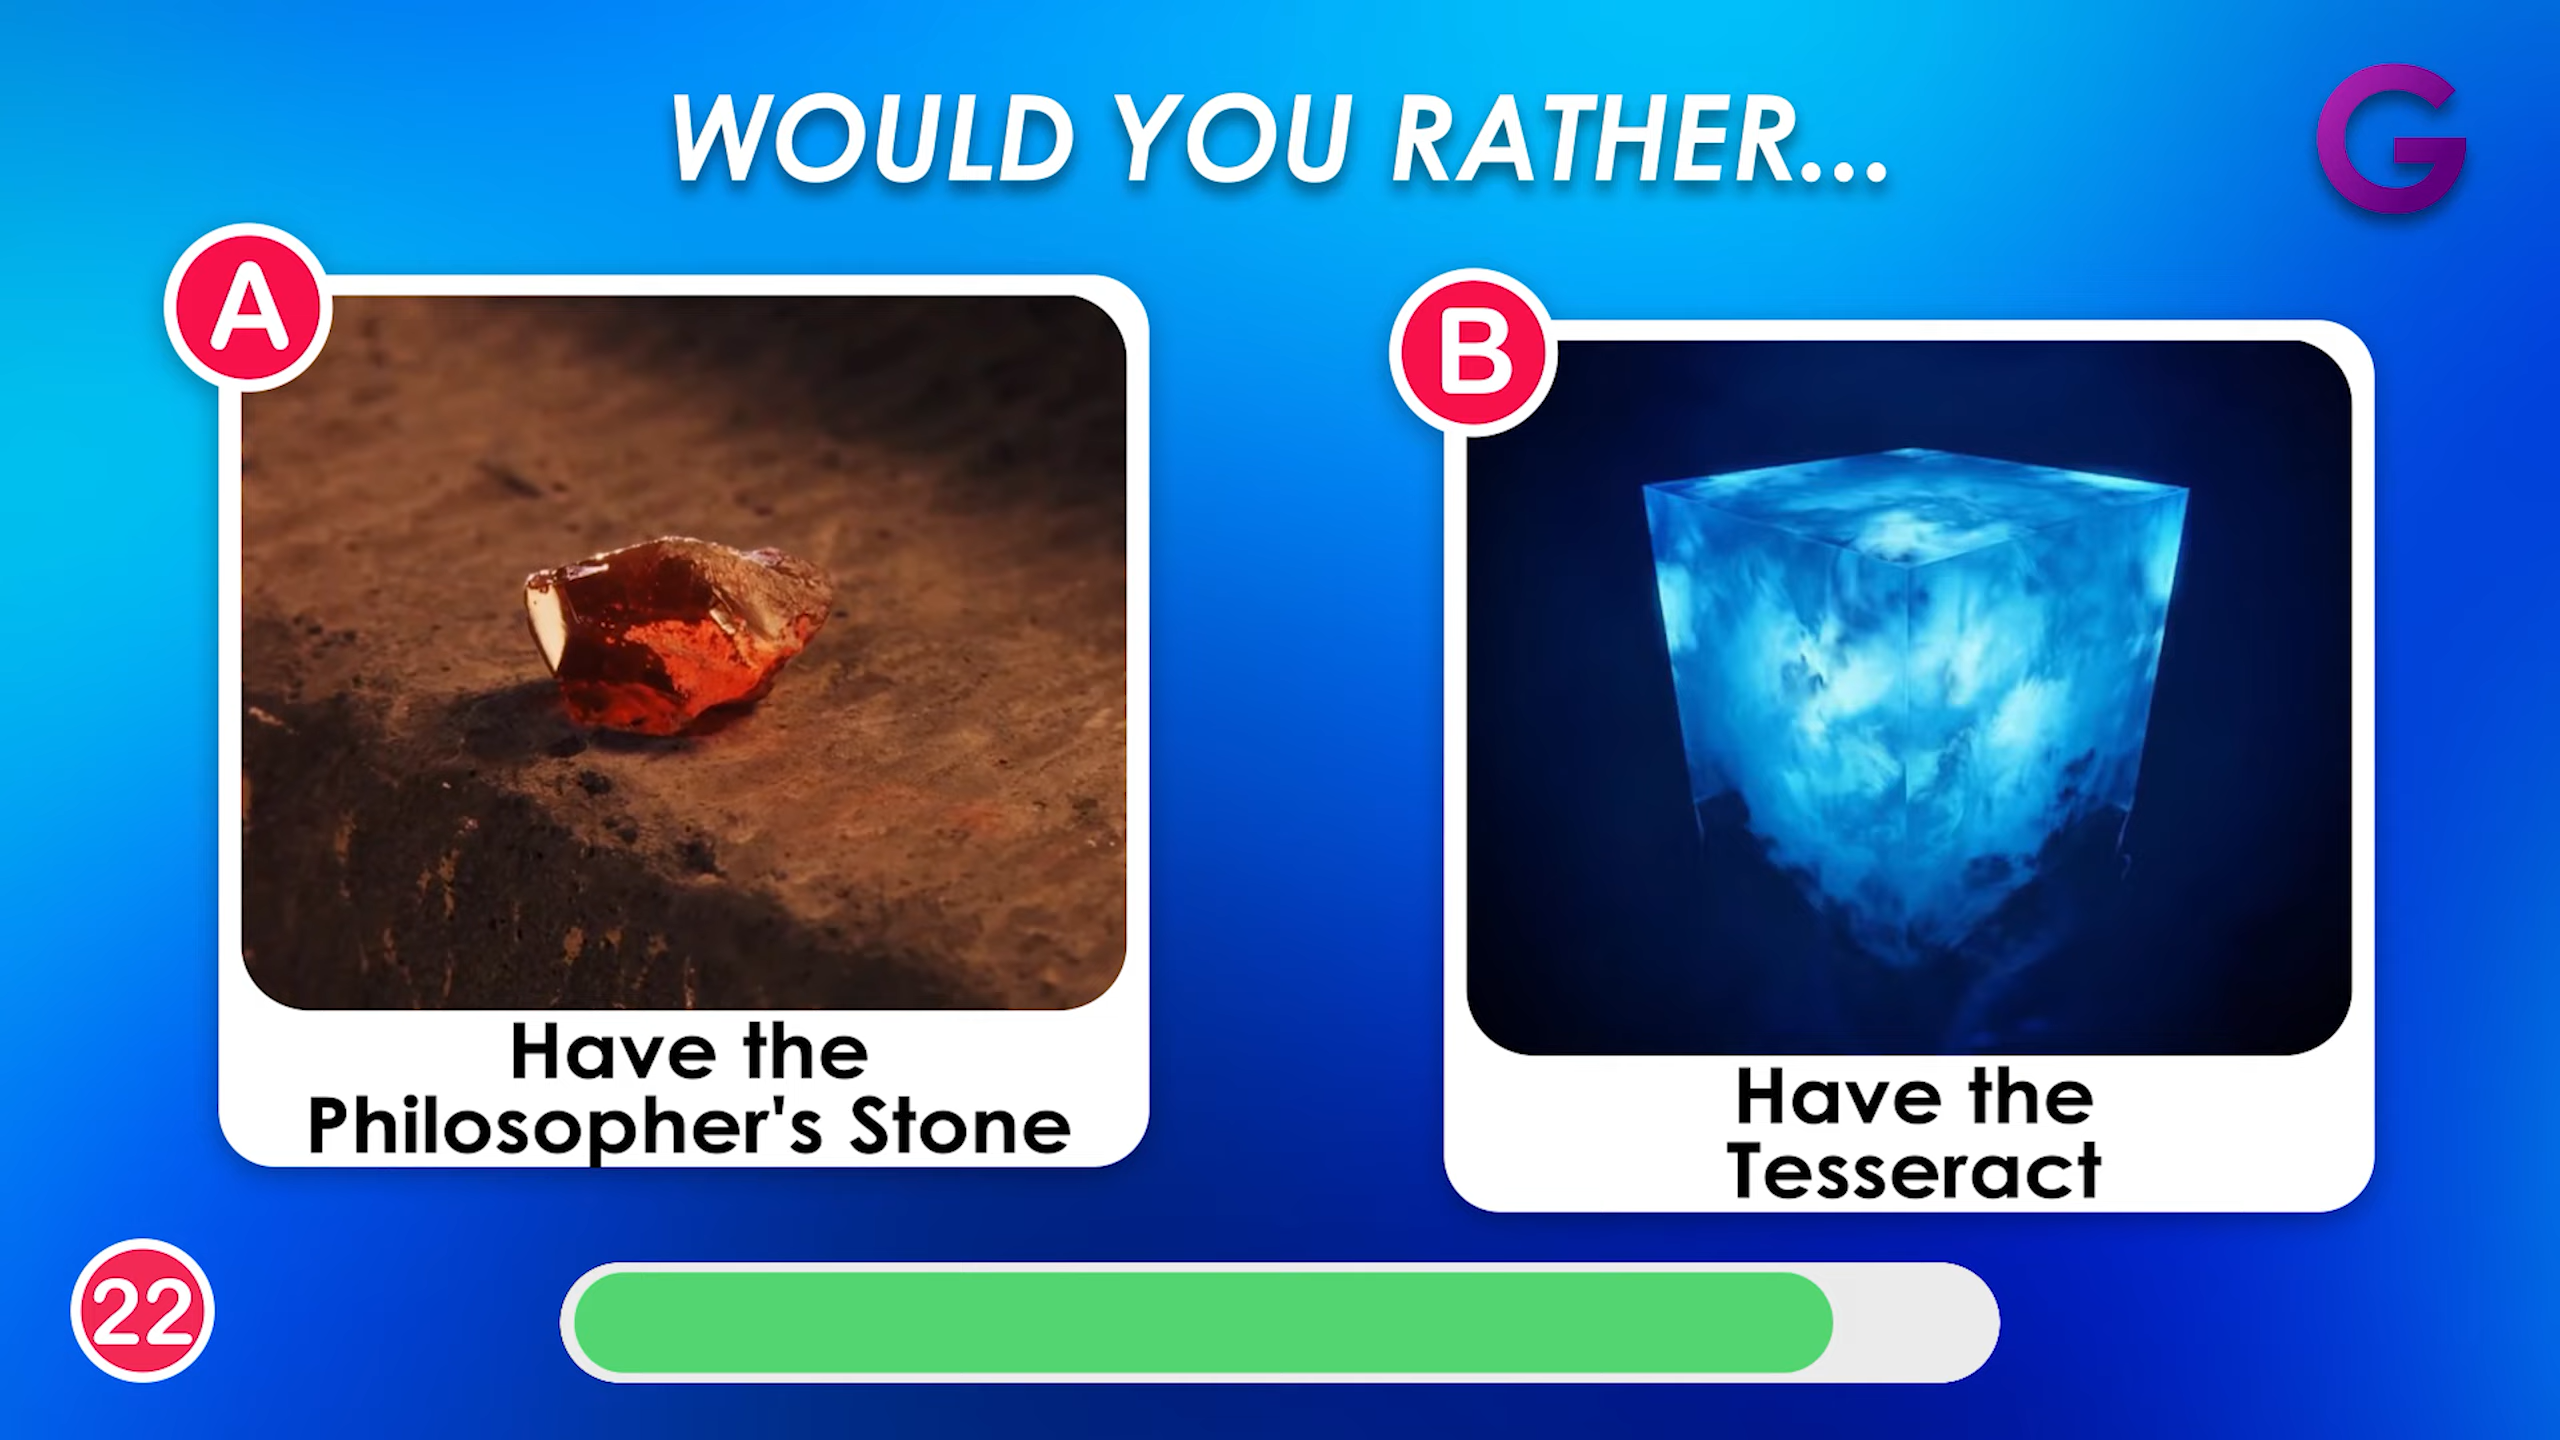 WOULD YOU RATHER...
G
A
B
Have the
Philosopher's Stone
Have the
Tesseract
22